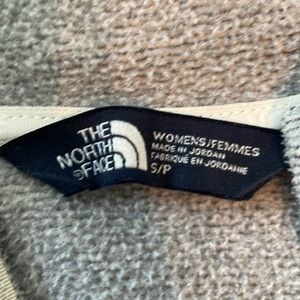 THE
NORTH
FACE
WOMENS/FEMMES
MADE IN JORDAN
FABRIQUÉ EN JORDANIE
S/P